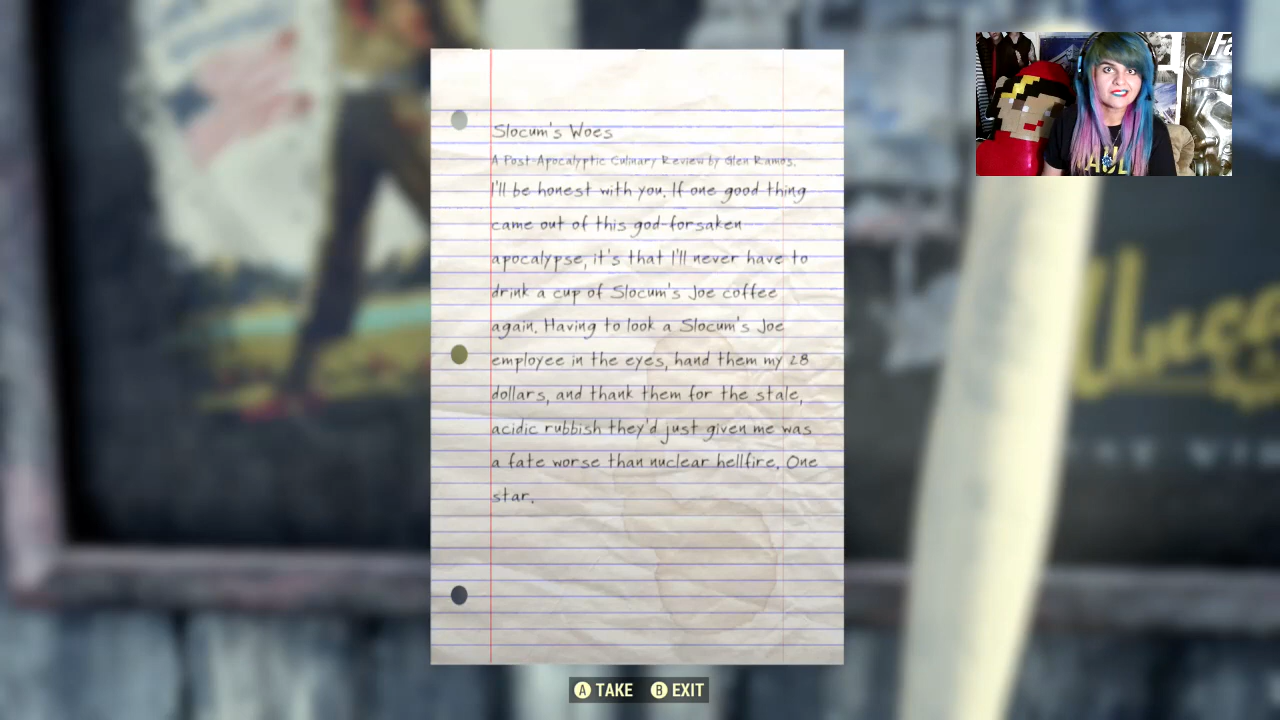 Slocum's Woes
A Post-Apocalyptic Culinary Review by Glen Ramos.
I'll be honest with you. If one good thing
came out of this god-forsaken
apocalypse, it's that I'll never have to
drink a cup of Slocum's Joe coffee
again. Having to look a Slocum's Joe
employee in the eyes, hand them my 28
dollars, and thank them for the stale,
acidic rubbish they'd just given me was
a fate worse than nuclear hellfire. One
star.
A TAKE B EXIT